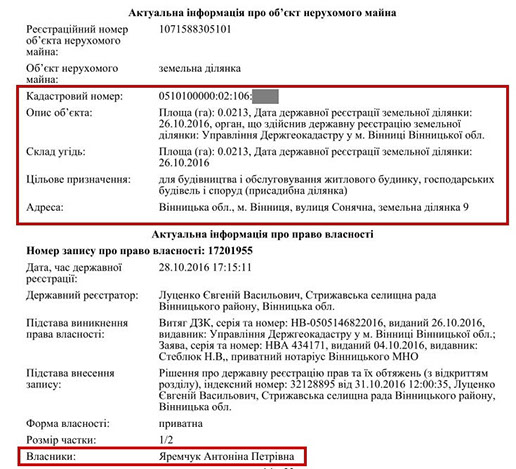 Актуальна інформація про об’єкт нерухомого майна
Реєстраційний номер
об’єкта нерухомого
майна:
1071588305101
Об’єкт нерухомого
майна:
земельна ділянка
Кадастровий номер:
0510100000:02:106:
Опис об’єкта:
Площа (га): 0.0213, Дата державної реєстрації земельної ділянки:
26.10.2016, орган, що здійснив державну реєстрацію земельної
ділянки: Управління Держгеокадастру у м. Вінниці Вінницької обл.
Склад угідь:
Площа (га): 0.0213, Дата державної реєстрації земельної ділянки:
26.10.2016
Цільове призначення:
для будівництва і обслуговування житлового будинку, господарських
будівель і споруд (присадибна ділянка)
Адреса:
Вінницька обл., м. Вінниця, вулиця Сонячна, земельна ділянка 9
Актуальна інформація про право власності
Номер запису про право власності: 17201955
Дата, час державної
реєстрації:
28.10.2016 17:15:11
Державний реєстратор:
Луценко Євгеній Васильович, Стрижавська селищна рада
Вінницького району, Вінницька обл.
Підстава виникнення
права власності:
Витяг ДЗК, серія та номер: НВ-0505146822016, виданий 26.10.2016,
видавник: Управління Держгеокадастру у м. Вінниці Вінницької обл.;
Заява, серія та номер: НВА 434171, виданий 04.10.2016, видавник:
Стеблюк Н.В,, приватний нотаріус Вінницького МНО
Підстава внесення
запису:
Рішення про державну реєстрацію прав та їх обтяжень (з відкриттям
розділу), індексний номер: 32128895 від 31.10.2016 12:00:35, Луценко
Євгеній Васильович, Стрижавська селищна рада Вінницького району,
Вінницька обл.
Форма власності:
приватна
Розмір частки:
1/2
Власники:
Яремчук Антоніна Петрівна